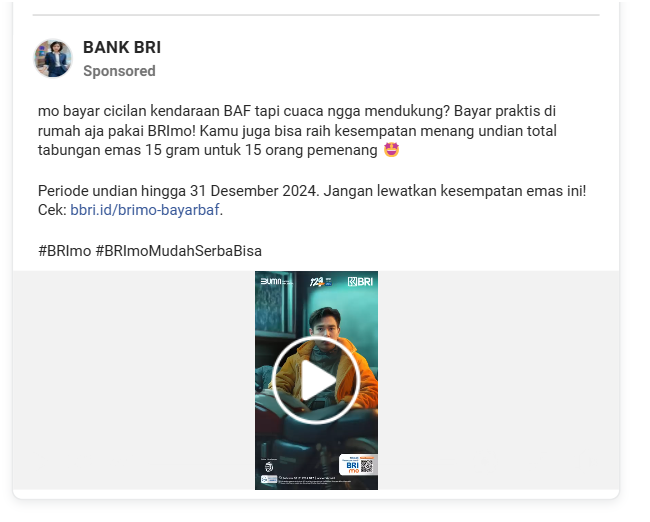 BANK BRI
Sponsored
mo bayar cicilan kendaraan BAF tapi cuaca ngga mendukung? Bayar praktis di
rumah aja pakai BRImo! Kamu juga bisa raih kesempatan menang undian total
tabungan emas 15 gram untuk 15 orang pemenang 🤩
Periode undian hingga 31 Desember 2024. Jangan lewatkan kesempatan emas ini!
Cek: bbri.id/brimo-bayarbaf.
#BRImo #BRImoMudahSerbaBisa
BUMN
129
BRI
BRI
mo